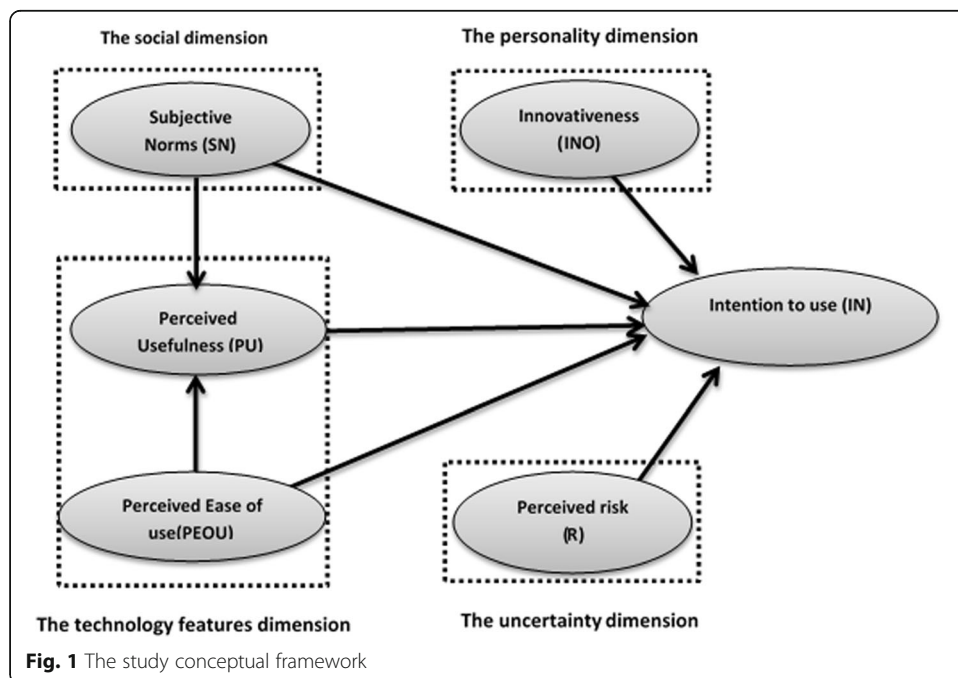 The social dimension
The personality dimension
Subjective
Norms (SN)
Innovativeness
(INO)
Perceived
Usefulness (PU)
Intention to use (IN)
Perceived Ease of
use(PEOU)
Perceived risk
(R)
The technology features dimension
The uncertainty dimension
Fig. 1 The study conceptual framework